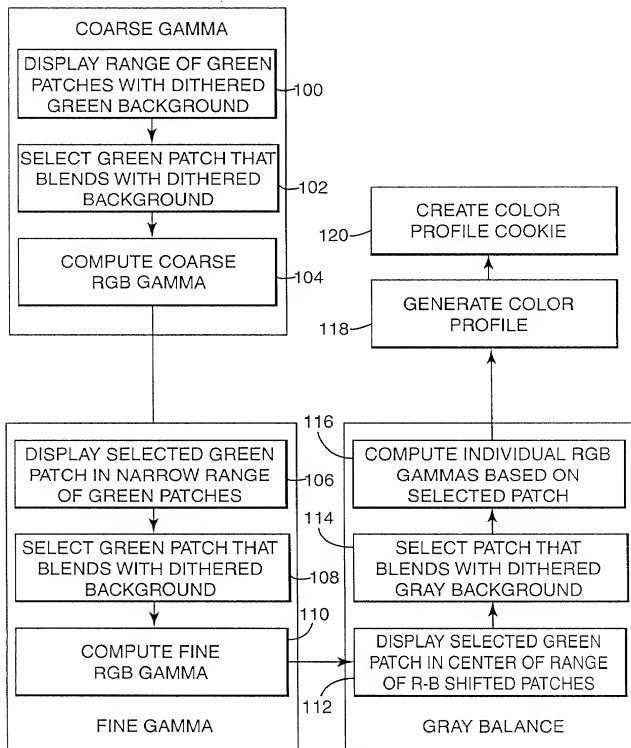 COARSE GAMMA
DISPLAY RANGE OF GREEN
PATCHES WITH DITHERED
GREEN BACKGROUND
100
SELECT GREEN PATCH THAT
BLENDS WITH DITHERED
BACKGROUND
102
COMPUTE COARSE
RGB GAMMA
104
DISPLAY SELECTED GREEN
PATCH IN NARROW RANGE
OF GREEN PATCHES
106
SELECT GREEN PATCH THAT
BLENDS WITH DITHERED
BACKGROUND
108
COMPUTE FINE
RGB GAMMA
110
FINE GAMMA
DISPLAY SELECTED GREEN
PATCH IN CENTER OF RANGE
OF R-B SHIFTED PATCHES
112
SELECT PATCH THAT
BLENDS WITH DITHERED
GRAY BACKGROUND
114
COMPUTE INDIVIDUAL RGB
GAMMAS BASED ON
SELECTED PATCH
116
GRAY BALANCE
GENERATE COLOR
PROFILE
118
CREATE COLOR
PROFILE COOKIE
120